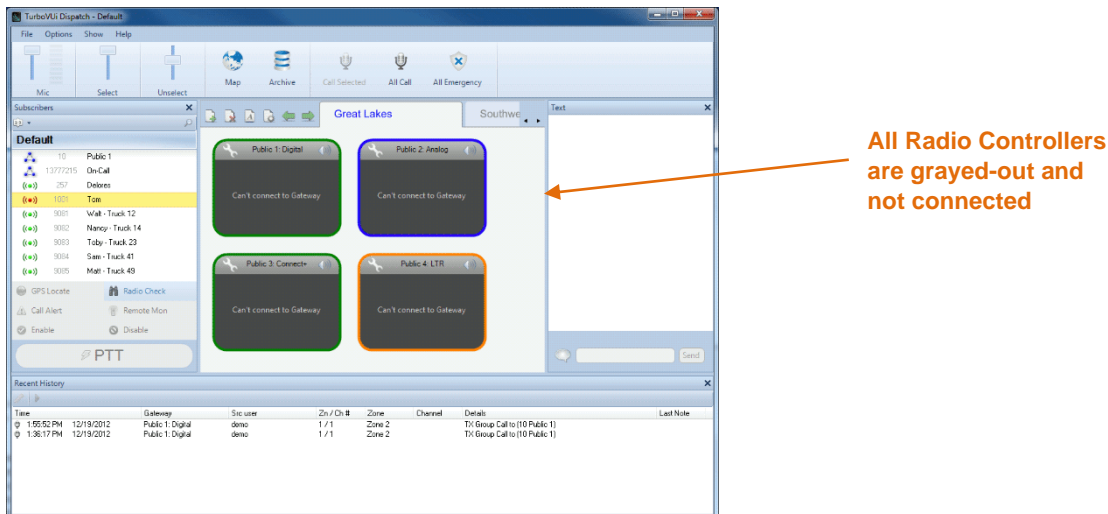 TurboVUi Dispatch - Default
File Options Show Help
Mic Select Unselect
Map Archive Call Selected All Call All Emergency
Subscribers
Default
10 Public 1
13777215 On-Call
257 Delores
1001 Tom
9001 Walt - Truck 12
9002 Nancy - Truck 14
9003 Toby - Truck 23
9004 Sam - Truck 41
9005 Matt - Truck 49
GPS Locate Radio Check
Call Alert Remote Mon
Enable Disable
PTT
Great Lakes Southwe
Public 1: Digital
Can't connect to Gateway
Public 2: Analog
Can't connect to Gateway
Public 3: Connect+
Can't connect to Gateway
Public 4: LTR
Can't connect to Gateway
Text
Send
All Radio Controllers
are grayed-out and
not connected
Recent History
Time Gateway Src user Zn / Ch # Zone Channel Details Last Note
1:55:52 PM 12/19/2012 Public 1: Digital demo 1 / 1 Zone 2 TX Group Call to (10 Public 1)
1:36:17 PM 12/19/2012 Public 1: Digital demo 1 / 1 Zone 2 TX Group Call to (10 Public 1)